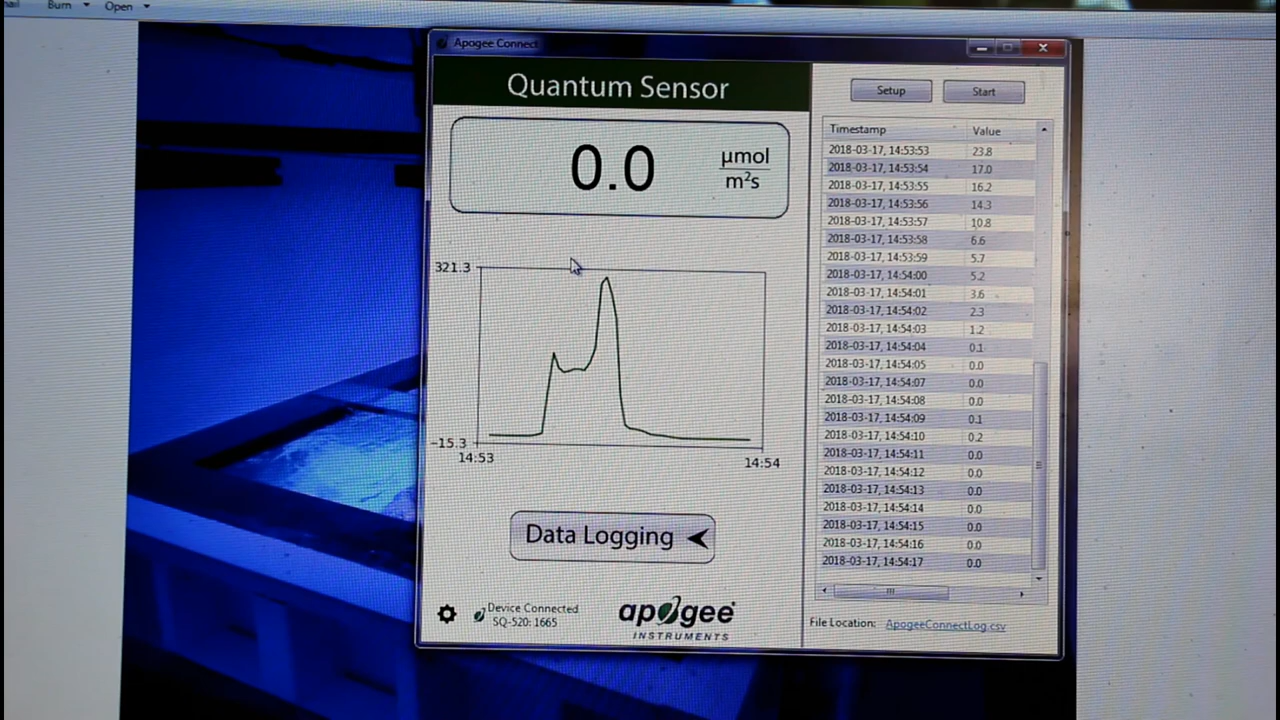 Burn Open
Apogee Connect
Quantum Sensor
0.0 µmol
m²s
321.3
-15.3
14:53 14:54
Data Logging
Device Connected
SQ-520: 1665
apogee
INSTRUMENTS
Setup Start
Timestamp Value
2018-03-17, 14:53:53 23.8
2018-03-17, 14:53:54 17.0
2018-03-17, 14:53:55 16.2
2018-03-17, 14:53:56 14.3
2018-03-17, 14:53:57 10.8
2018-03-17, 14:53:58 6.6
2018-03-17, 14:53:59 5.7
2018-03-17, 14:54:00 5.2
2018-03-17, 14:54:01 3.6
2018-03-17, 14:54:02 2.3
2018-03-17, 14:54:03 1.2
2018-03-17, 14:54:04 0.1
2018-03-17, 14:54:05 0.0
2018-03-17, 14:54:07 0.0
2018-03-17, 14:54:08 0.0
2018-03-17, 14:54:09 0.1
2018-03-17, 14:54:10 0.2
2018-03-17, 14:54:11 0.0
2018-03-17, 14:54:12 0.0
2018-03-17, 14:54:13 0.0
2018-03-17, 14:54:14 0.0
2018-03-17, 14:54:15 0.0
2018-03-17, 14:54:16 0.0
2018-03-17, 14:54:17 0.0
File Location: ApogeeConnectLog.csv